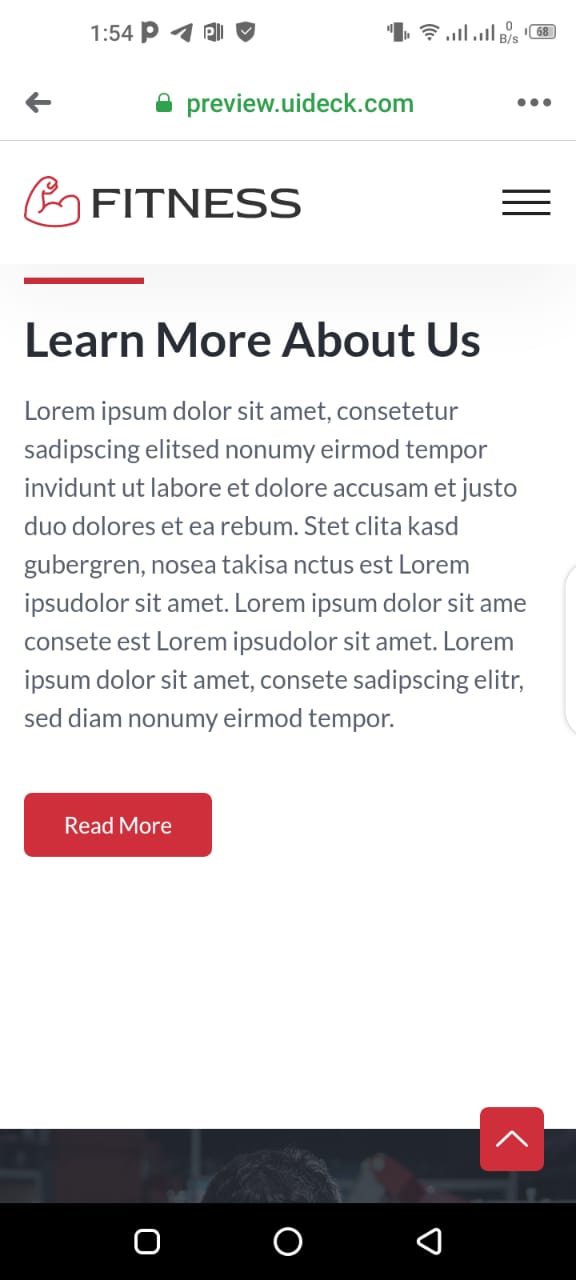 1:54
0
B/s
68
preview.uideck.com
FITNESS
Learn More About Us
Lorem ipsum dolor sit amet, consetetur
sadipscing elitsed nonumy eirmod tempor
invidunt ut labore et dolore accusam et justo
duo dolores et ea rebum. Stet clita kasd
gubergren, nosea takisa nctus est Lorem
ipsudolor sit amet. Lorem ipsum dolor sit ame
consete est Lorem ipsudolor sit amet. Lorem
ipsum dolor sit amet, consete sadipscing elitr,
sed diam nonumy eirmod tempor.
Read More